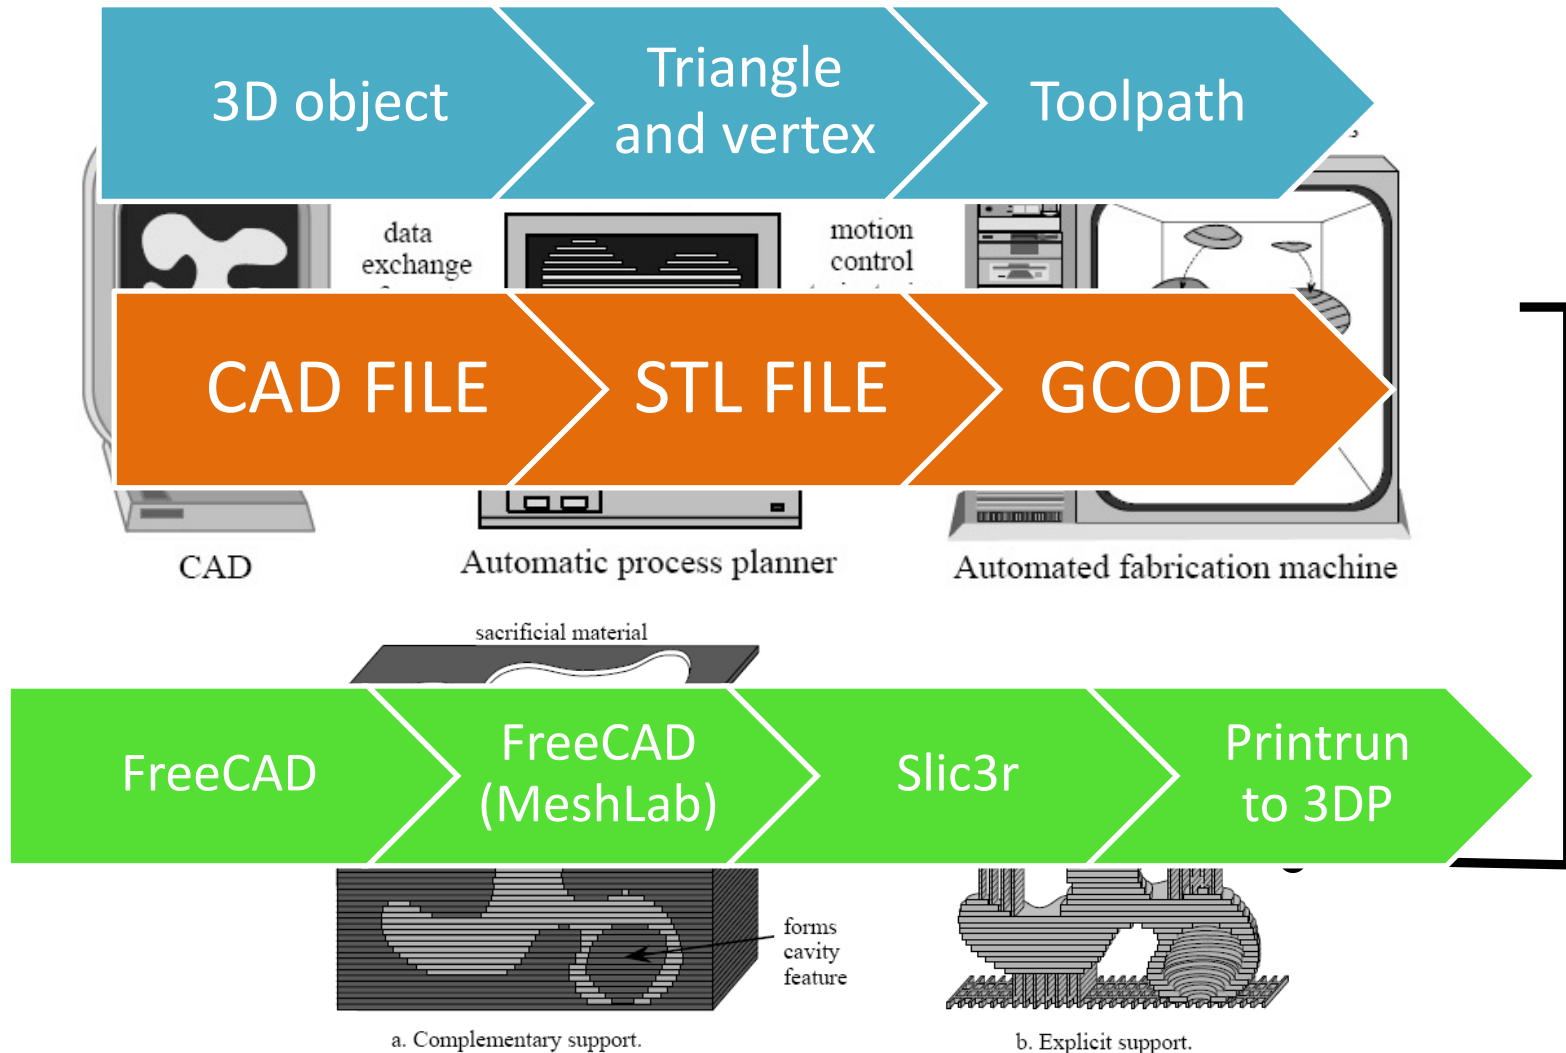 3D object
Triangle
and vertex
Toolpath
data
exchange
motion
control
CAD FILE
STL FILE
GCODE
CAD
Automatic process planner
Automated fabrication machine
sacrificial material
FreeCAD
FreeCAD
(MeshLab)
Slic3r
Printrun
to 3DP
forms
cavity
feature
a. Complementary support.
b. Explicit support.